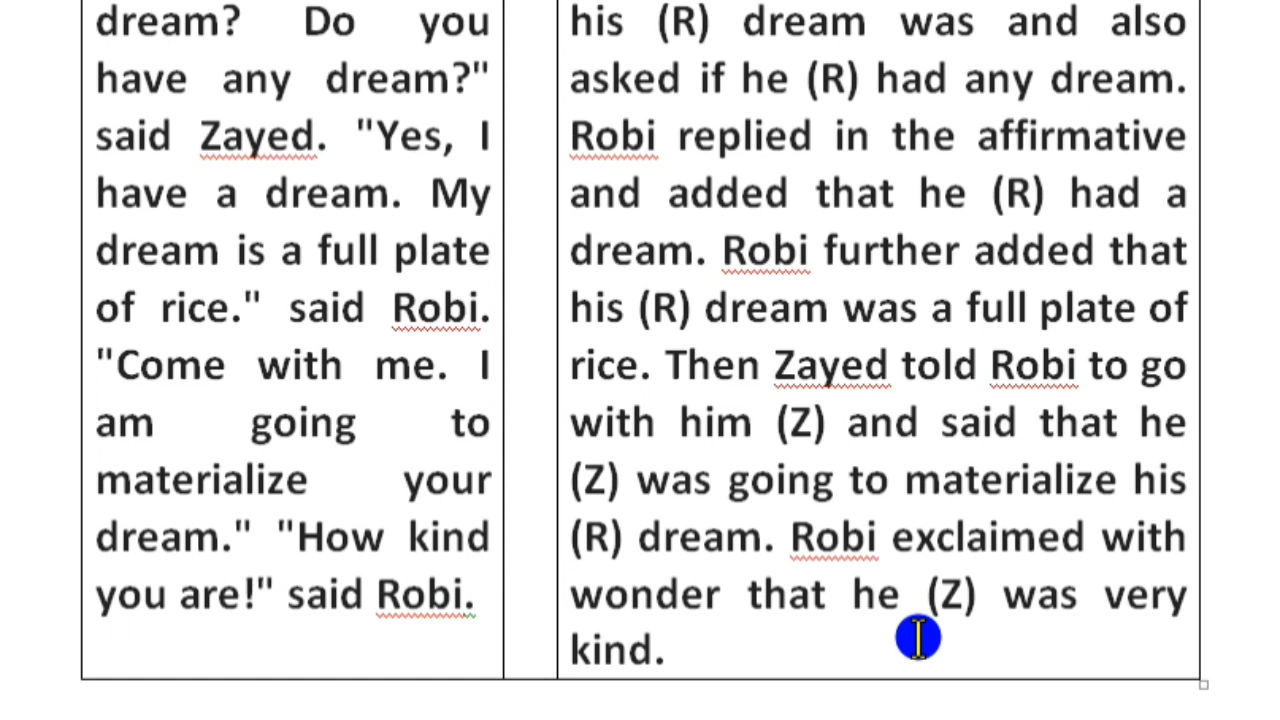 dream? Do you
have any dream?"
said Zayed. "Yes, I
have a dream. My
dream is a full plate
of rice." said Robi.
"Come with me. I
am going to
materialize your
dream." "How kind
you are!" said Robi.
his (R) dream was and also
asked if he (R) had any dream.
Robi replied in the affirmative
and added that he (R) had a
dream. Robi further added that
his (R) dream was a full plate of
rice. Then Zayed told Robi to go
with him (Z) and said that he
(Z) was going to materialize his
(R) dream. Robi exclaimed with
wonder that he (Z) was very
kind.